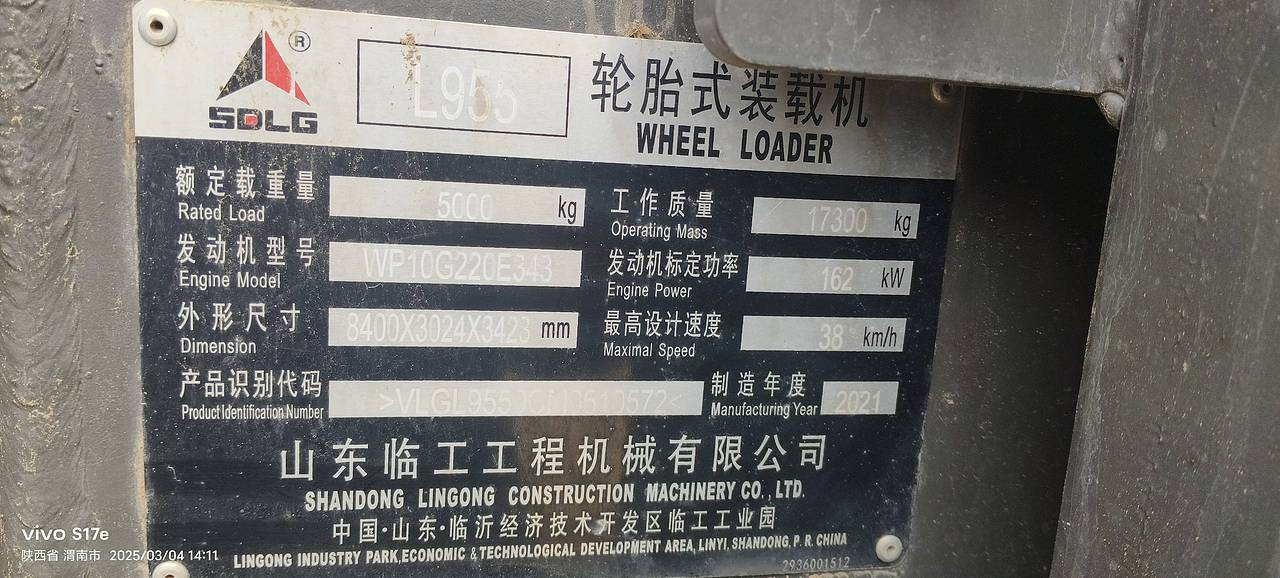 SDLG ®
L955
轮胎式装载机
WHEEL LOADER
额定载重量 5000 kg 工作质量 17300 kg
Rated Load Operating Mass
发动机型号 WP10G220E343 发动机标定功率 162 kW
Engine Model Engine Power
外形尺寸 8400X3024X3423 mm 最高设计速度 38 km/h
Dimension Maximal Speed
产品识别代码 制造年度 2021
Product Identification Number Manufacturing Year
山东临工工程机械有限公司
SHANDONG LINGONG CONSTRUCTION MACHINERY CO., LTD.
中国·山东·临沂经济技术开发区临工工业园
LINGONG INDUSTRY PARK,ECONOMIC &TECHNOLOGICAL DEVELOPMENT AREA, LINYI, SHANDONG, P. R. CHINA
2936001512
vivo S17e
陕西省 渭南市 2025/03/04 14:11